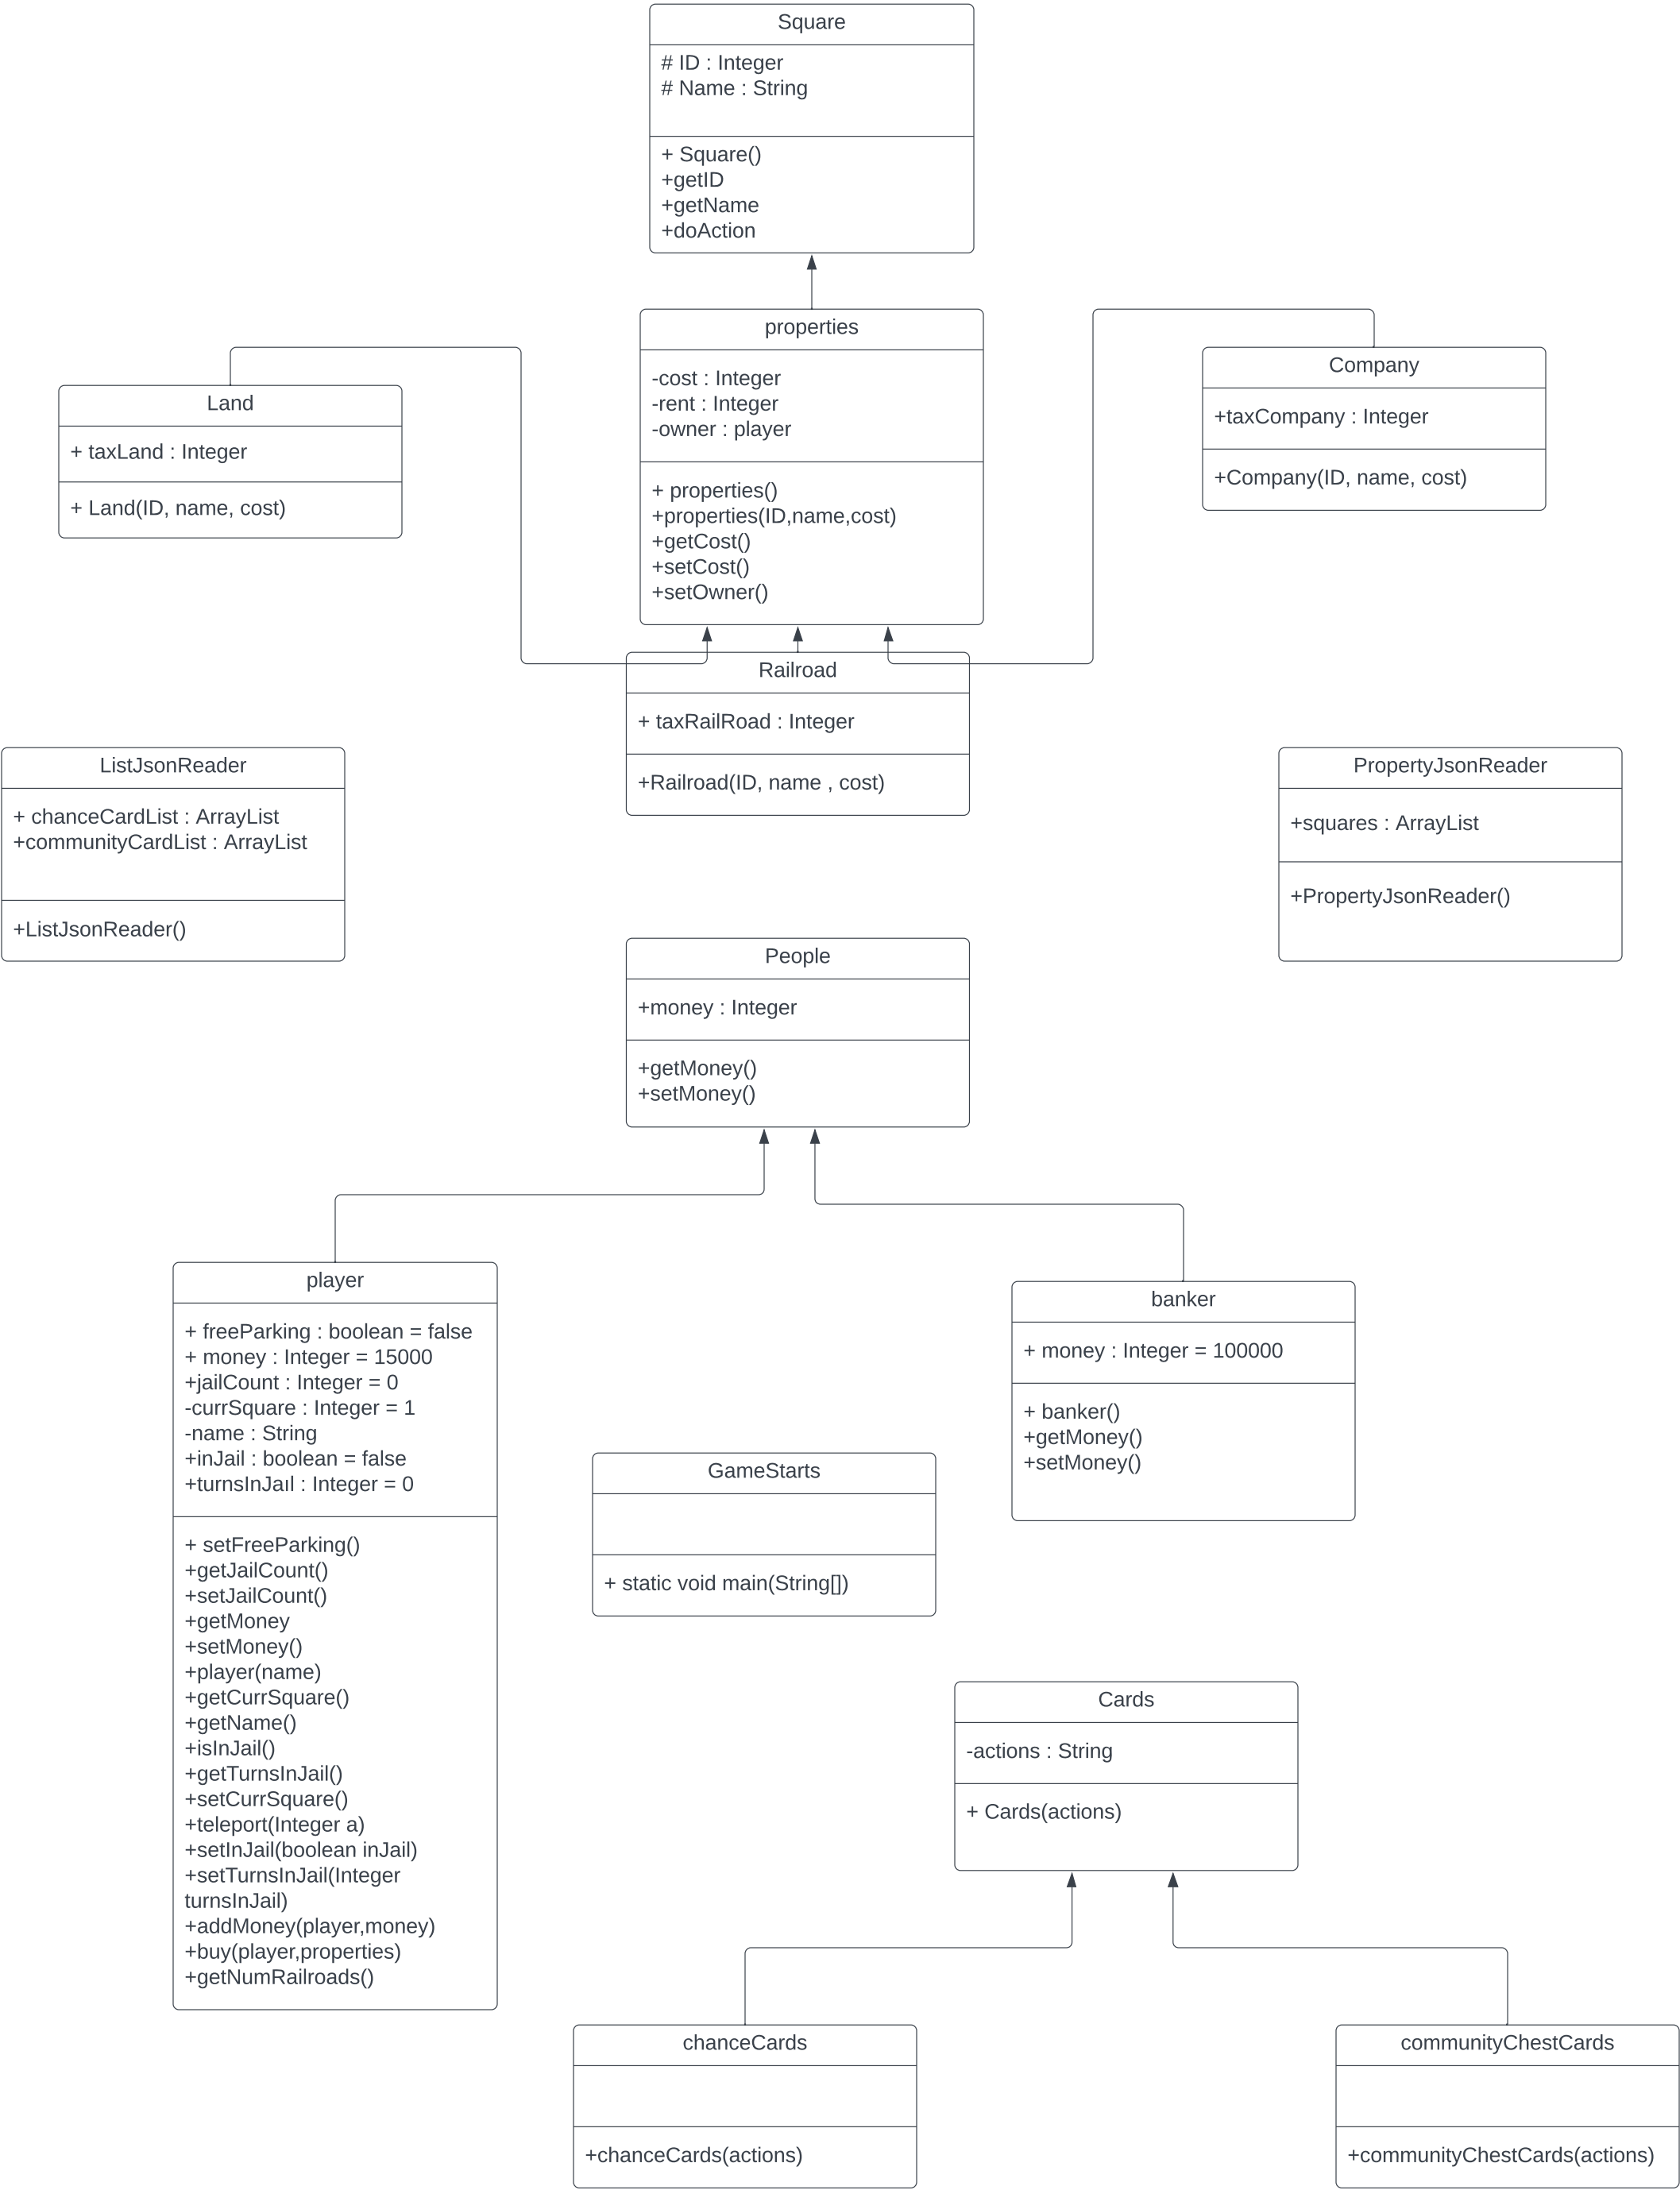 Square
# ID : Integer
# Name : String
+ Square()
+getID
+getName
+doAction
properties
-cost : Integer
-rent : Integer
-owner : player
+ properties()
+properties(ID,name,cost)
+getCost()
+setCost()
+setOwner()
Land
+ taxLand : Integer
+ Land(ID, name, cost)
Company
+taxCompany : Integer
+Company(ID, name, cost)
Railroad
+ taxRailRoad : Integer
+Railroad(ID, name , cost)
ListJsonReader
+ chanceCardList : ArrayList
+communityCardList : ArrayList
+ListJsonReader()
PropertyJsonReader
+squares : ArrayList
+PropertyJsonReader()
People
+money : Integer
+getMoney()
+setMoney()
player
+ freeParking : boolean = false
+ money : Integer = 15000
+jailCount : Integer = 0
-currSquare : Integer = 1
-name : String
+inJail : boolean = false
+turnsInJaıl : Integer = 0
+ setFreeParking()
+getJailCount()
+setJailCount()
+getMoney
+setMoney()
+player(name)
+getCurrSquare()
+getName()
+isInJail()
+getTurnsInJail()
+setCurrSquare()
+teleport(Integer a)
+setInJail(boolean inJail)
+setTurnsInJail(Integer
turnsInJail)
+addMoney(player,money)
+buy(player,properties)
+getNumRailroads()
banker
+ money : Integer = 100000
+ banker()
+getMoney()
+setMoney()
GameStarts
+ static void main(String[])
Cards
-actions : String
+ Cards(actions)
chanceCards
+chanceCards(actions)
communityChestCards
+communityChestCards(actions)